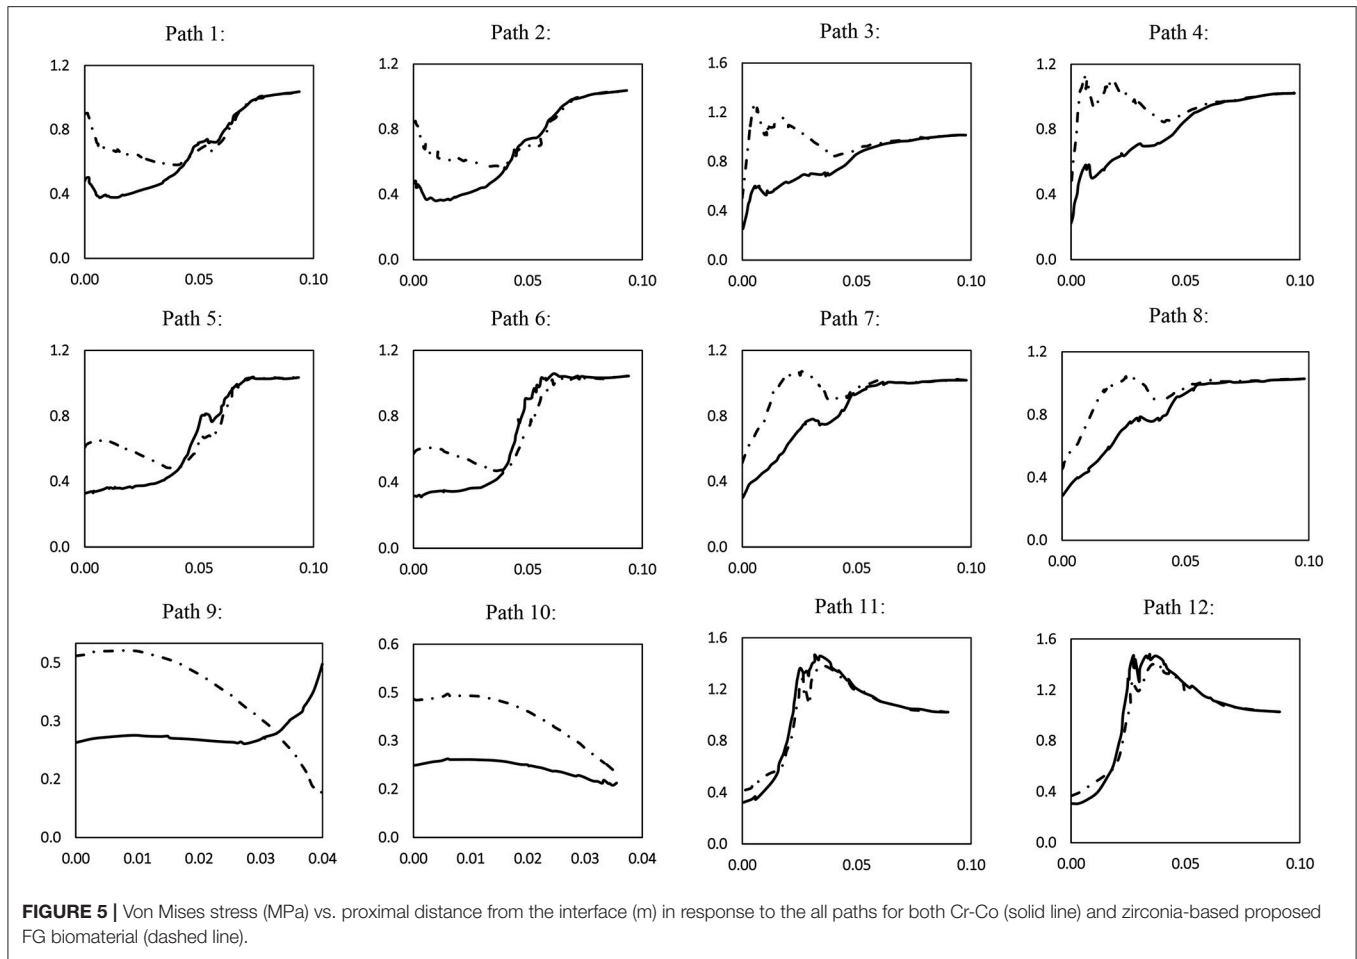 Path 1:
1.2
0.8
0.4
0.0
0.00 0.05 0.10
Path 2:
1.2
0.8
0.4
0.0
0.00 0.05 0.10
Path 3:
1.6
1.2
0.8
0.4
0.0
0.00 0.05 0.10
Path 4:
1.2
0.8
0.4
0.0
0.00 0.05 0.10
Path 5:
1.2
0.8
0.4
0.0
0.00 0.05 0.10
Path 6:
1.2
0.8
0.4
0.0
0.00 0.05 0.10
Path 7:
1.2
0.8
0.4
0.0
0.00 0.05 0.10
Path 8:
1.2
0.8
0.4
0.0
0.00 0.05 0.10
Path 9:
0.5
0.3
0.2
0.0
0.00 0.01 0.02 0.03 0.04
Path 10:
0.6
0.5
0.3
0.2
0.0
0.00 0.01 0.02 0.03 0.04
Path 11:
1.6
1.2
0.8
0.4
0.0
0.00 0.05 0.10
Path 12:
1.6
1.2
0.8
0.4
0.0
0.00 0.05 0.10
FIGURE 5 | Von Mises stress (MPa) vs. proximal distance from the interface (m) in response to the all paths for both Cr-Co (solid line) and zirconia-based proposed
FG biomaterial (dashed line).